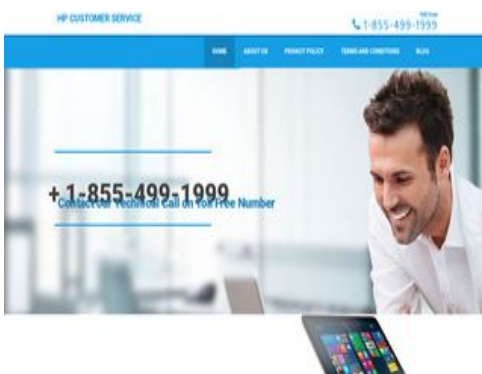 HP CUSTOMER SERVICE
Toll Free
1-855-499-1999
HOME ABOUT US PRIVACY POLICY TERMS AND CONDITIONS BLOG
+ 1-855-499-1999
Contact our Technical Call on Toll Free Number